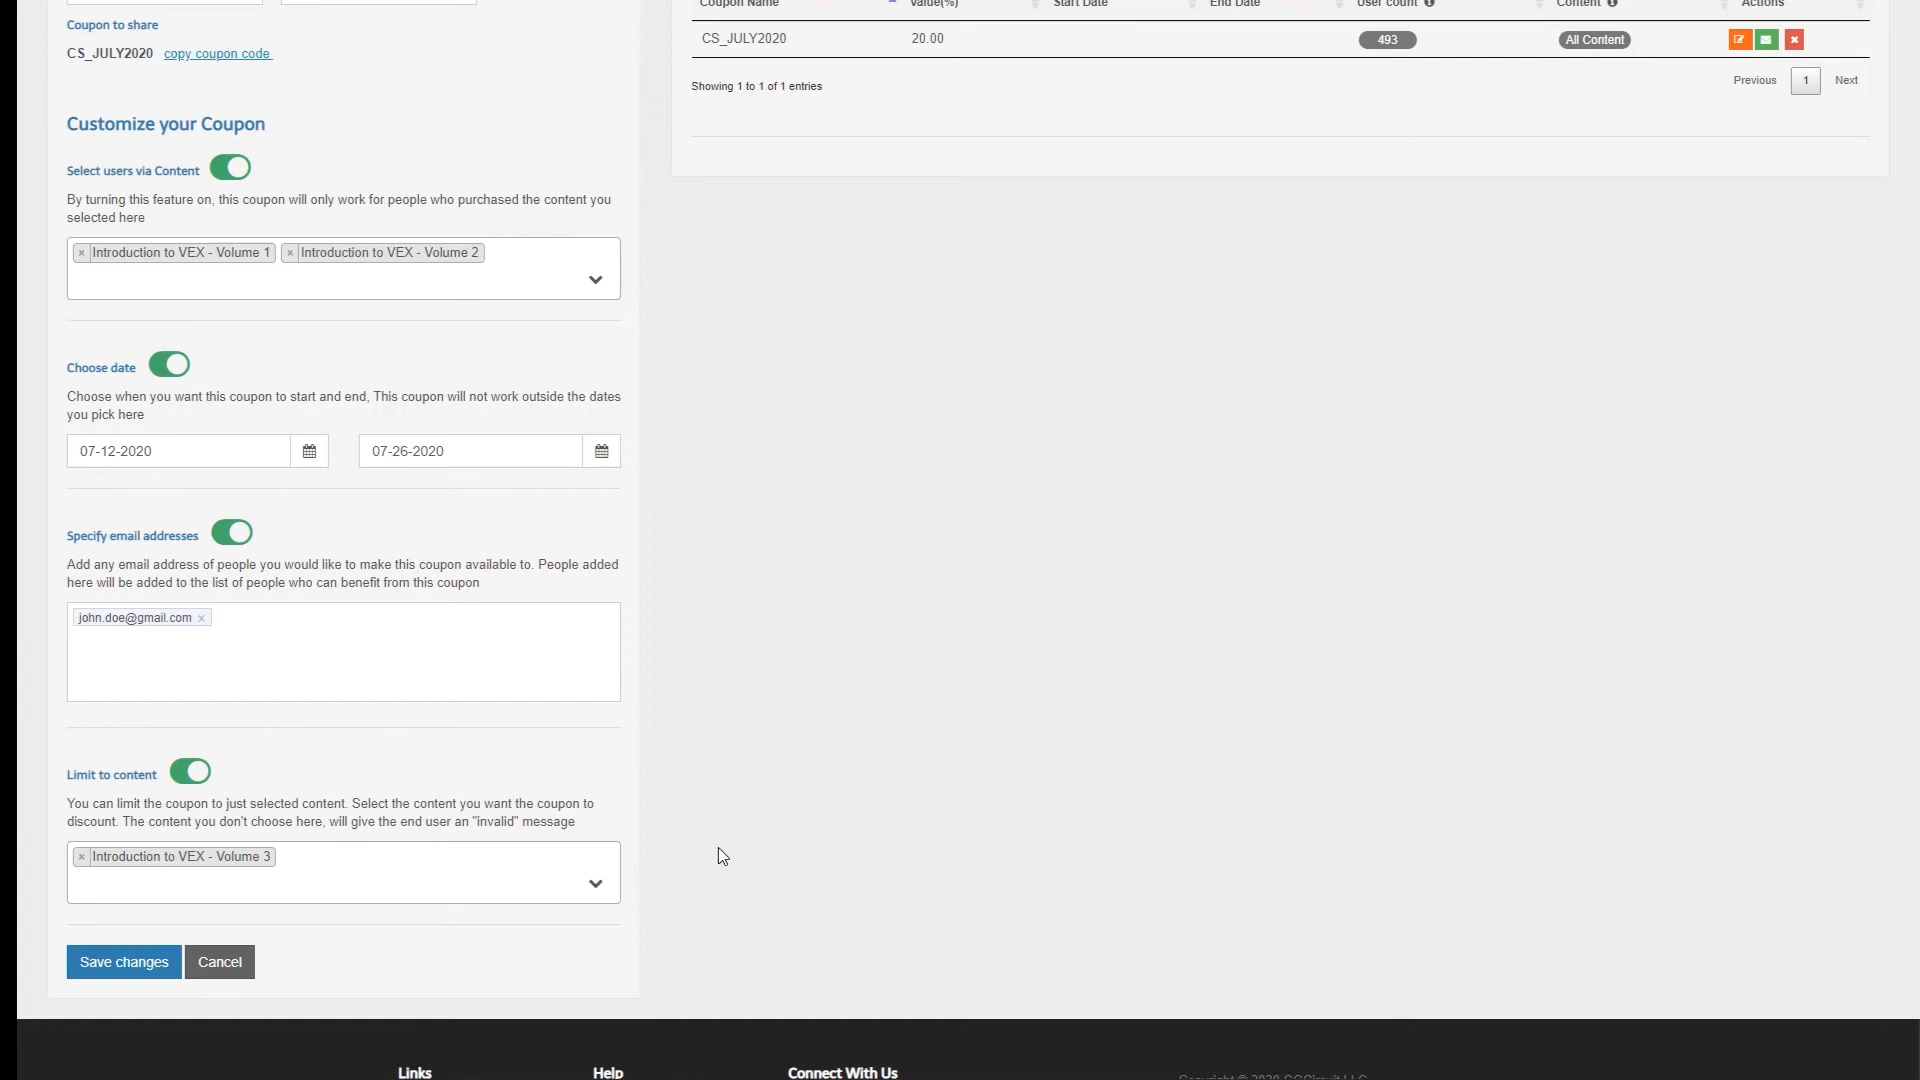 Coupon to share
CS_JULY2020 copy coupon code
Customize your Coupon
Select users via Content
By turning this feature on, this coupon will only work for people who purchased the content you
selected here
× Introduction to VEX - Volume 1 × Introduction to VEX - Volume 2
Choose date
Choose when you want this coupon to start and end, This coupon will not work outside the dates
you pick here
07-12-2020 07-26-2020
Specify email addresses
Add any email address of people you would like to make this coupon available to. People added
here will be added to the list of people who can benefit from this coupon
john.doe@gmail.com ×
Limit to content
You can limit the coupon to just selected content. Select the content you want the coupon to
discount. The content you don't choose here, will give the end user an "invalid" message
× Introduction to VEX - Volume 3
Save changes Cancel
Coupon Name Value(%) Start Date End Date User count Content Actions
CS_JULY2020 20.00 493 All Content
Showing 1 to 1 of 1 entries
Previous 1 Next
Links Help Connect With Us
Copyright © 2020 CGCircuit LLC